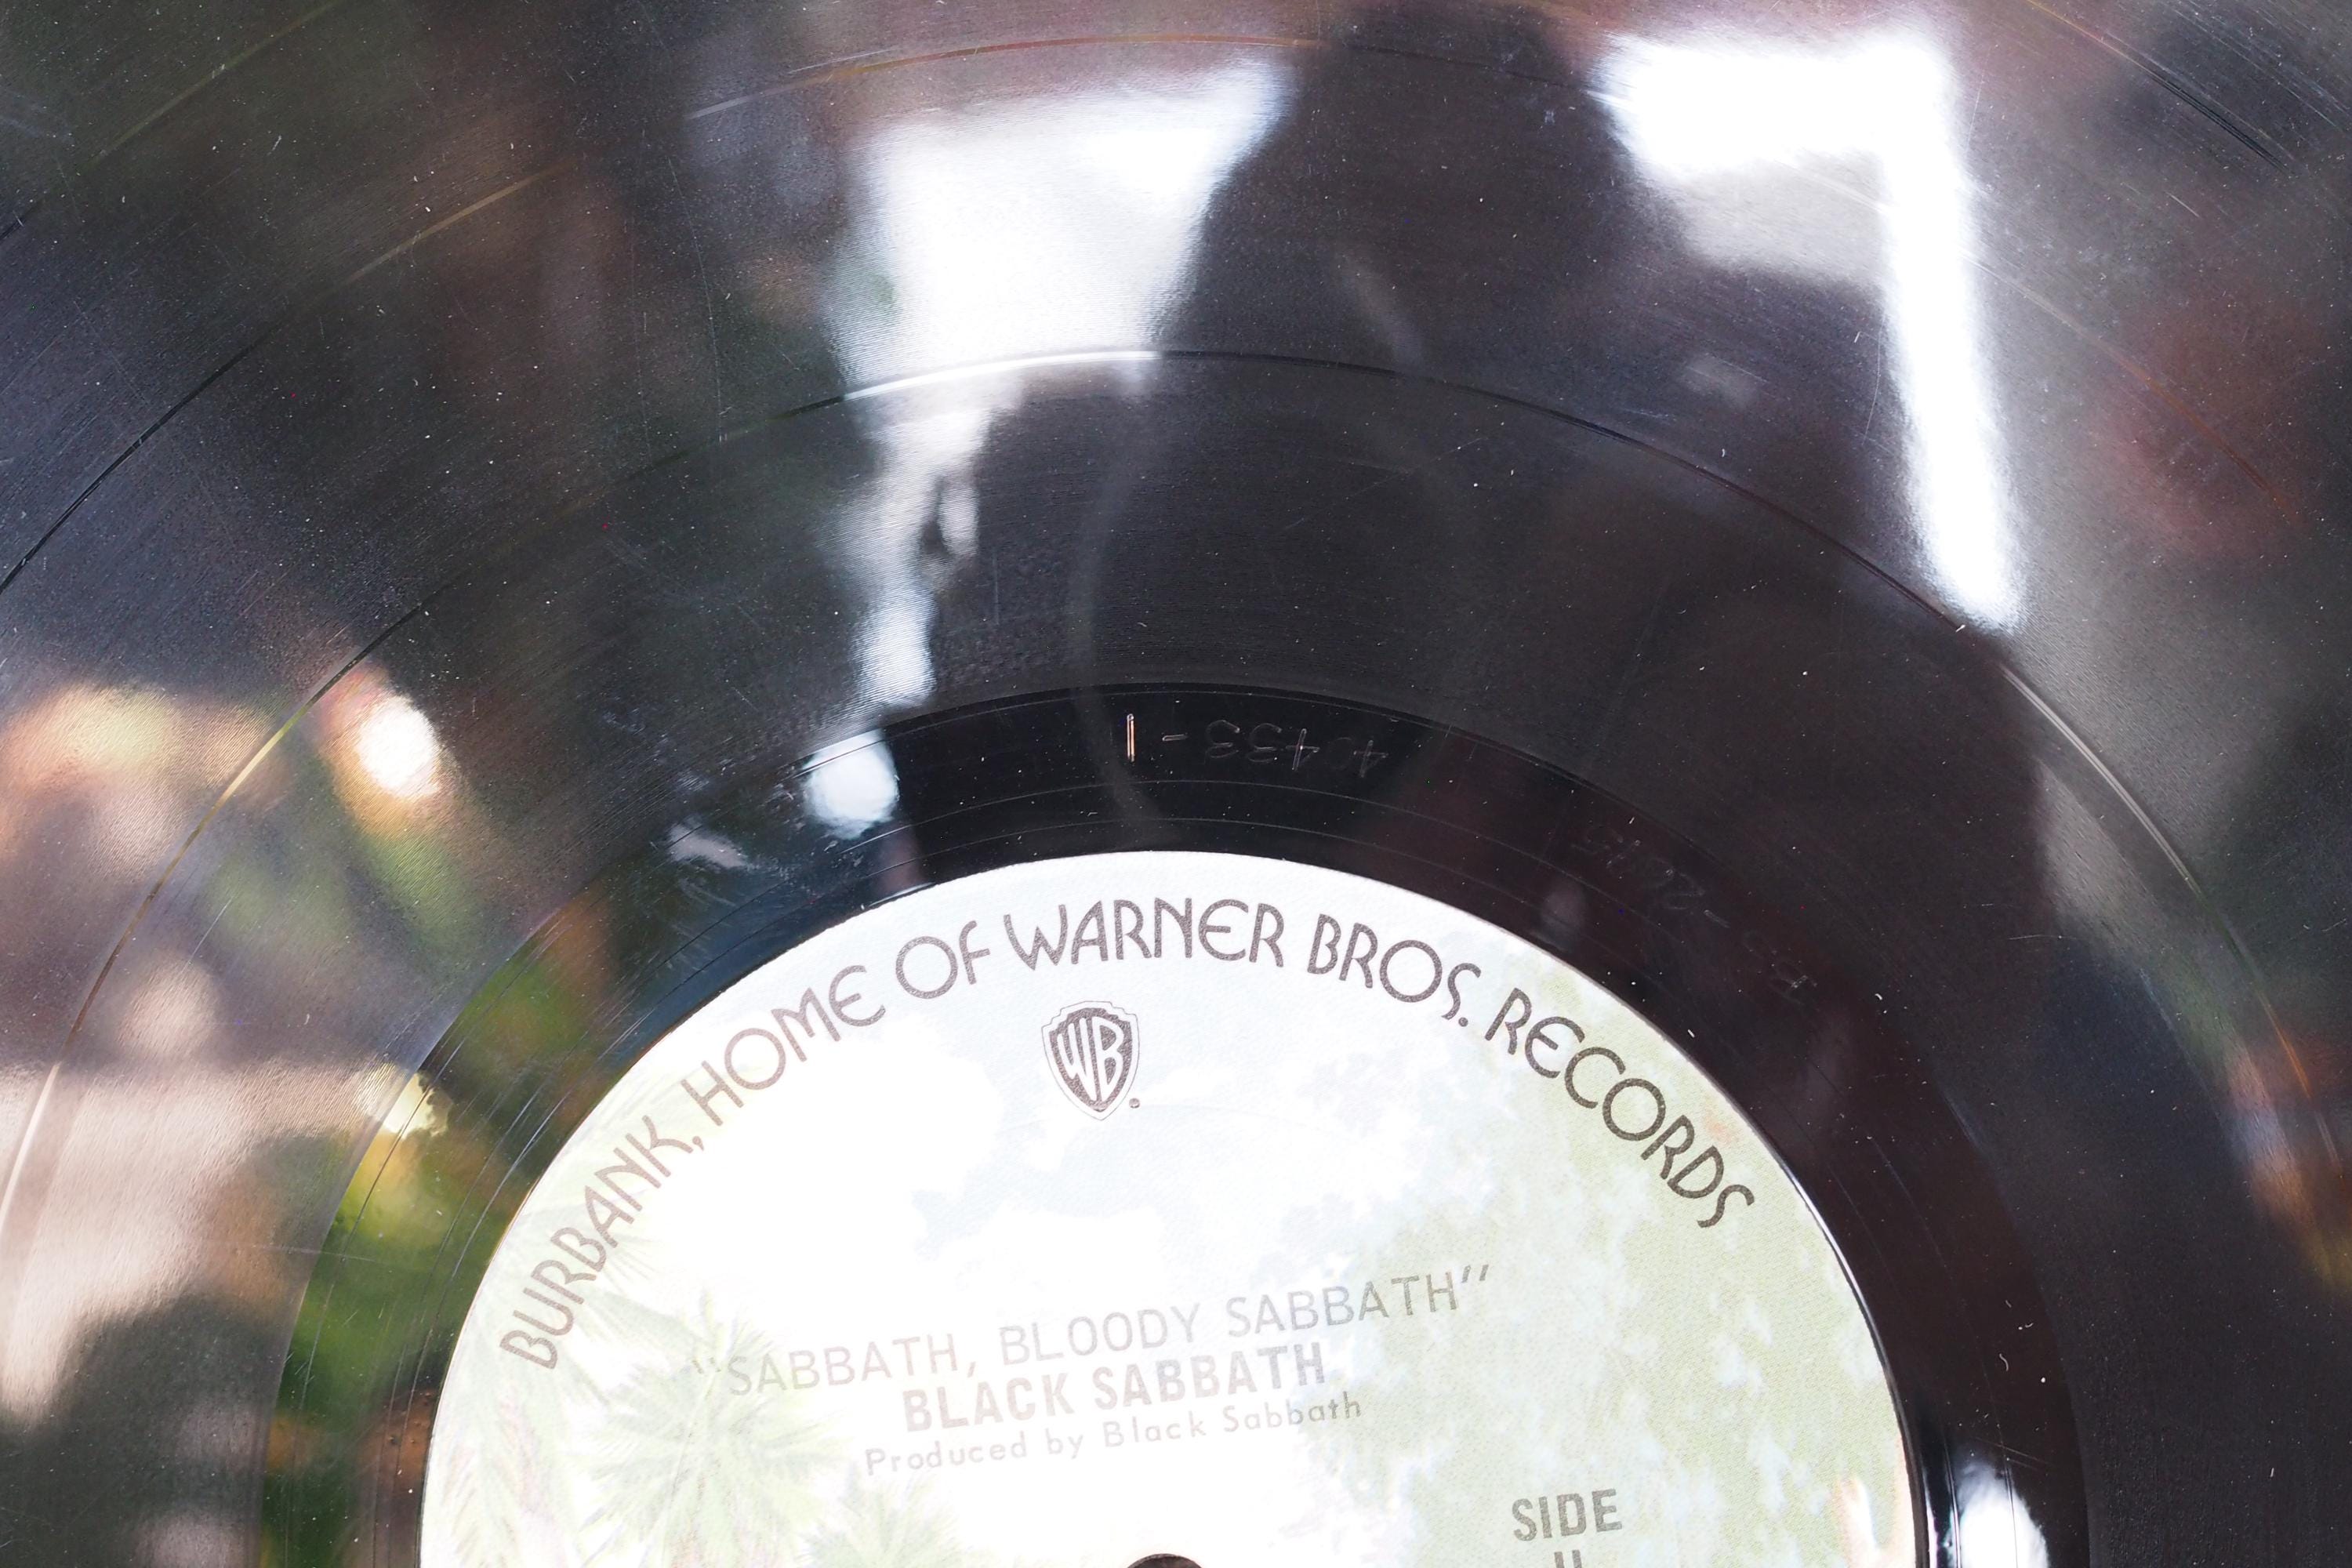 40433-1
BURBANK, HOME OF WARNER BROS. RECORDS
WB
"SABBATH, BLOODY SABBATH"
BLACK SABBATH
Produced by Black Sabbath
SIDE